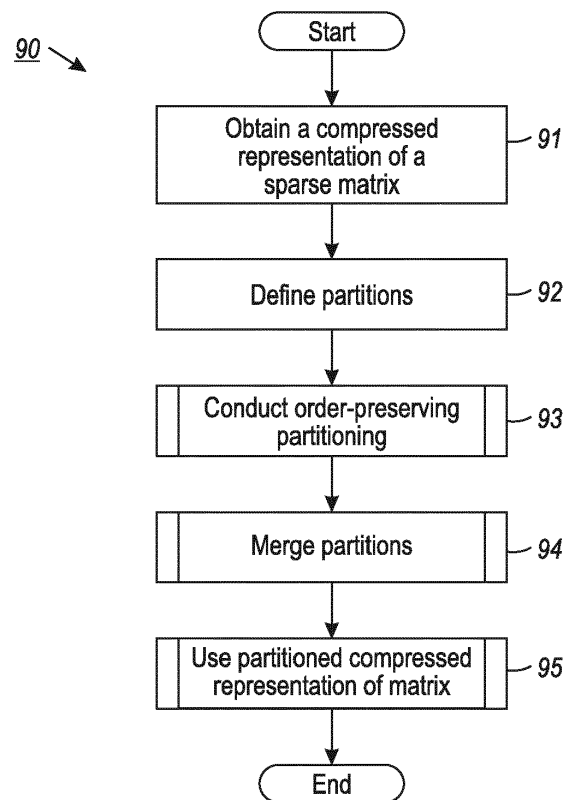 Start
90
Obtain a compressed
representation of a
sparse matrix
91
Define partitions
92
Conduct order-preserving
partitioning
93
Merge partitions
94
Use partitioned compressed
representation of matrix
95
End